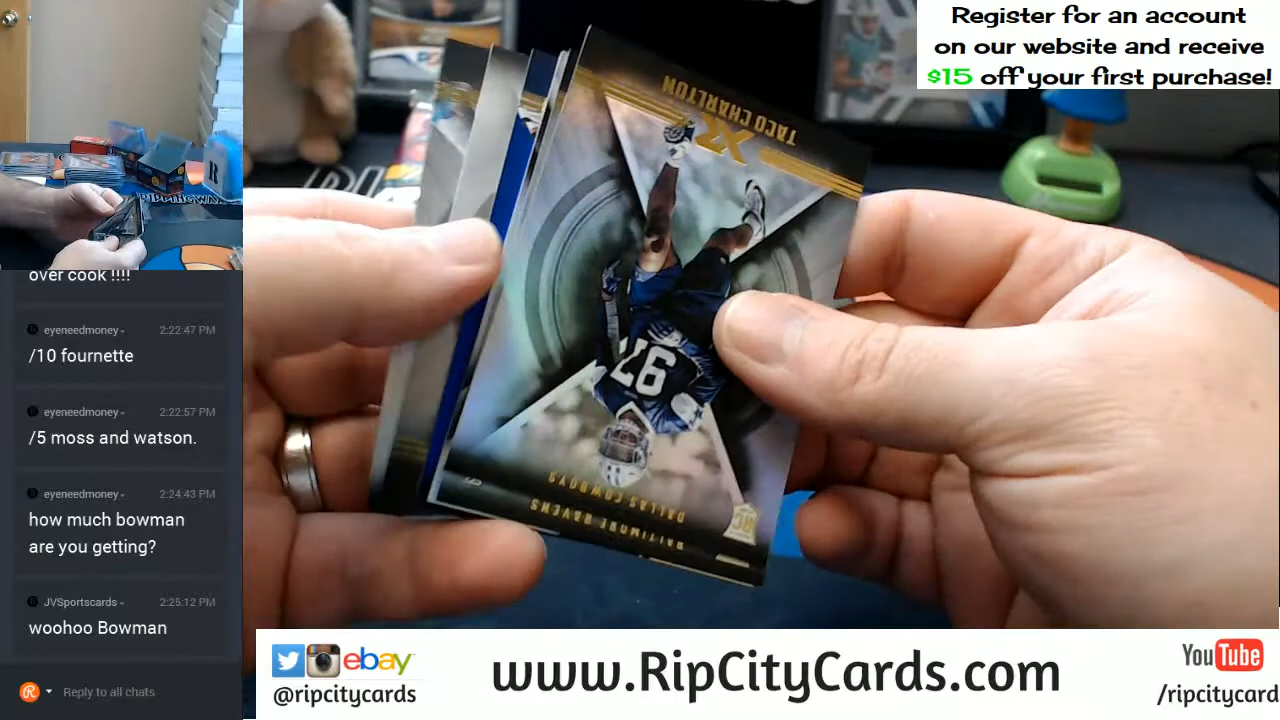 Register for an account
on our website and receive
$15 off your first purchase!
over cook !!!!
eyeneedmoney
2:22:47 PM
/10 fournette
eyeneedmoney
2:22:57 PM
/5 moss and watson.
eyeneedmoney
2:24:43 PM
how much bowman
are you getting?
JVSportscards
2:25:12 PM
woohoo Bowman
Reply to all chats
TACO CHARLTON
XR
97
DALLAS COWBOYS
BALTIMORE RAVENS
RC
ebay
@ripcitycards
www.RipCityCards.com
YouTube
/ripcitycard